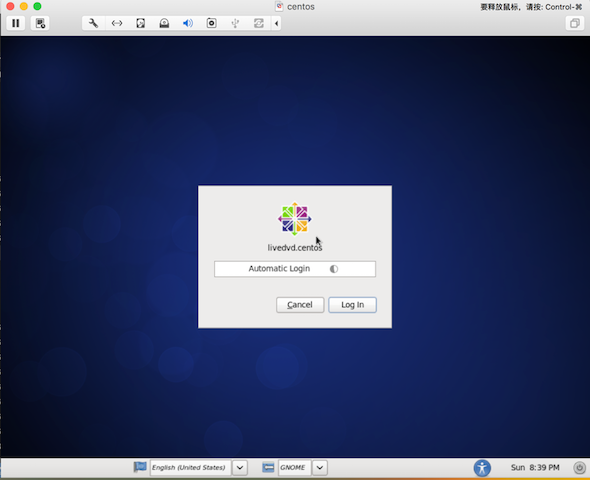 centos
要释放鼠标，请按: Control-⌘
livedvd.centos
Automatic Login
Cancel
Log In
English (United States)
GNOME
Sun 8:39 PM